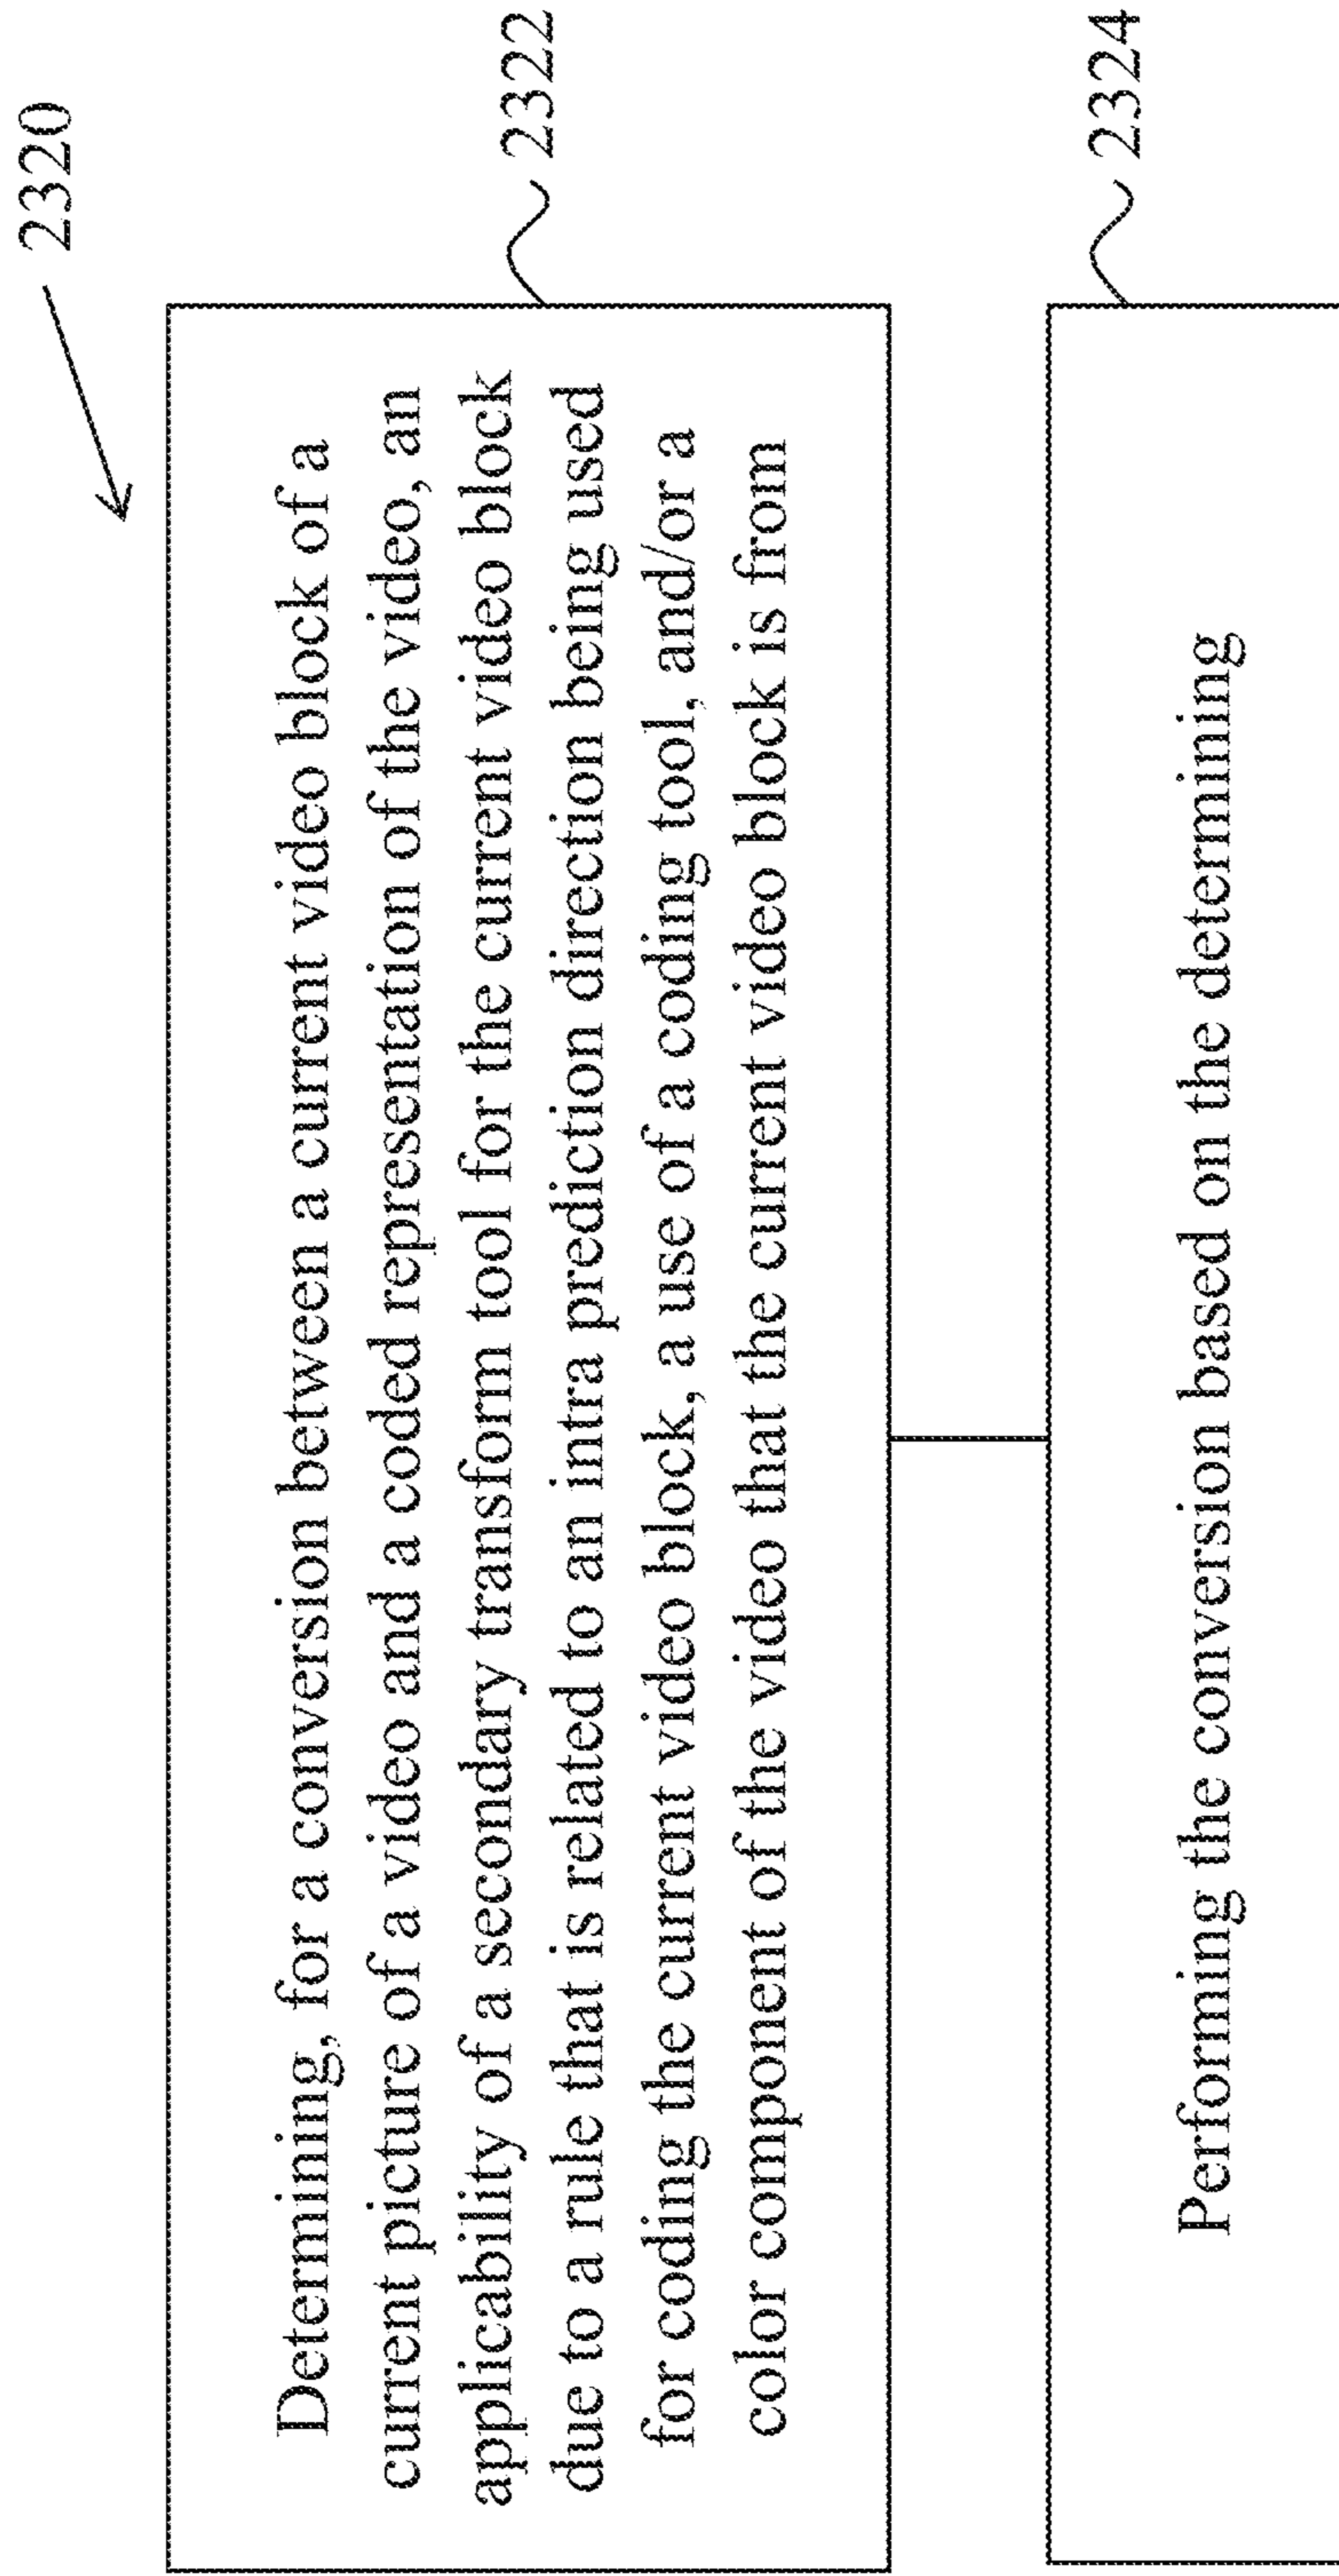 2320
Determining, for a conversion between a current video block of a
current picture of a video and a coded representation of the video, an
applicability of a secondary transform tool for the current video block
due to a rule that is related to an intra prediction direction being used
for coding the current video block, a use of a coding tool, and/or a
color component of the video that the current video block is from
2322
Performing the conversion based on the determining
2324